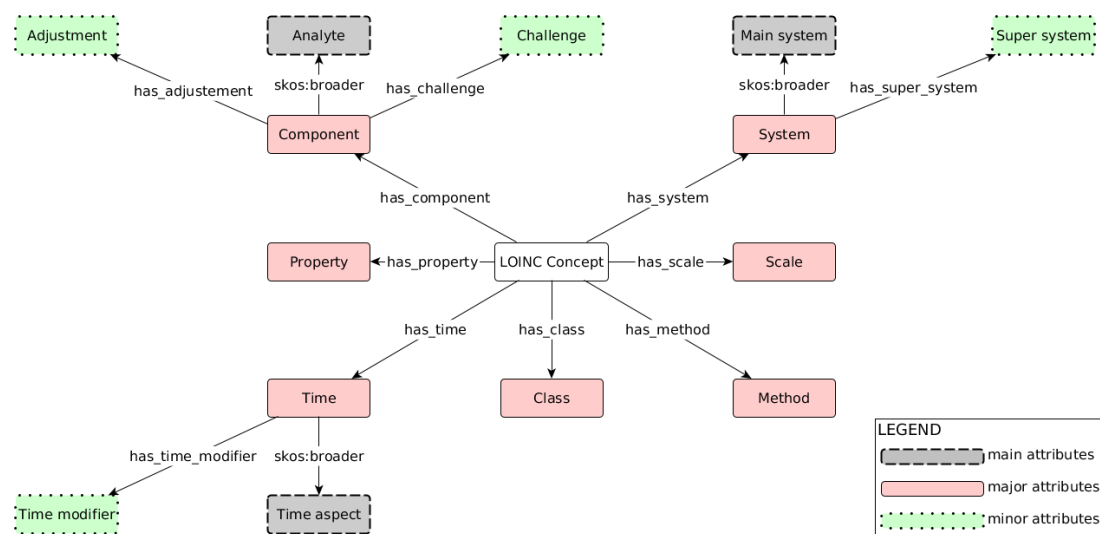 Adjustment
Analyte
Challenge
Main system
Super system
has_adjustement
skos:broader
has_challenge
skos:broader
has_super_system
Component
System
has_component
has_system
Property
has_property
LOINC Concept
has_scale
Scale
has_time
has_class
has_method
Time
Class
Method
has_time_modifier
skos:broader
Time modifier
Time aspect
LEGEND
main attributes
major attributes
minor attributes